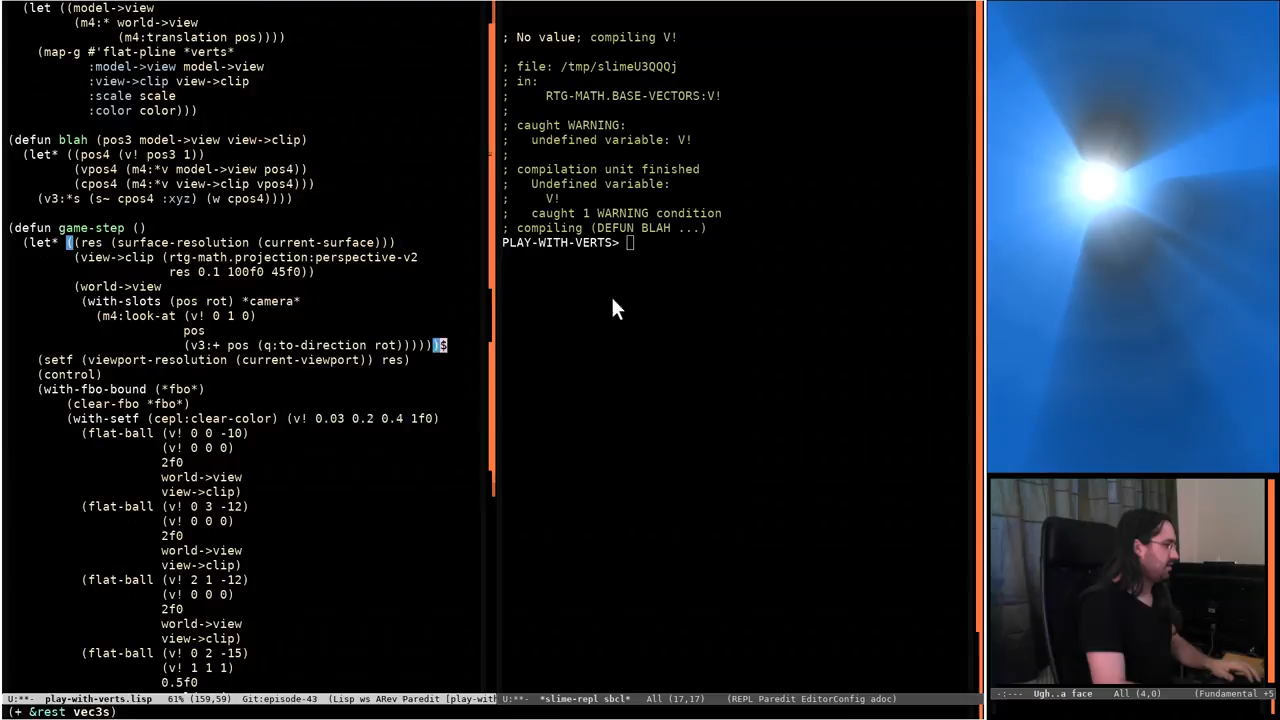 (let ((model->view
(m4:* world->view
(m4:translation pos))))
(map-g #'flat-pline *verts*
:model->view model->view
:view->clip view->clip
:scale scale
:color color)))
(defun blah (pos3 model->view view->clip)
(let* ((pos4 (v! pos3 1))
(vpos4 (m4:*v model->view pos4))
(cpos4 (m4:*v view->clip vpos4)))
(v3:*s (s~ cpos4 :xyz) (w cpos4))))
(defun game-step ()
(let* ((res (surface-resolution (current-surface)))
(view->clip (rtg-math.projection:perspective-v2
res 0.1 100f0 45f0))
(world->view
(with-slots (pos rot) *camera*
(m4:look-at (v! 0 1 0)
pos
(v3:+ pos (q:to-direction rot))))))$
(setf (viewport-resolution (current-viewport)) res)
(control)
(with-fbo-bound (*fbo*)
(clear-fbo *fbo*)
(with-setf (cepl:clear-color) (v! 0.03 0.2 0.4 1f0)
(flat-ball (v! 0 0 -10)
(v! 0 0 0)
2f0
world->view
view->clip)
(flat-ball (v! 0 3 -12)
(v! 0 0 0)
2f0
world->view
view->clip)
(flat-ball (v! 2 1 -12)
(v! 0 0 0)
2f0
world->view
view->clip)
(flat-ball (v! 0 2 -15)
(v! 1 1 1)
0.5f0
U:**- play-with-verts.lisp 61% (159,59) Git:episode-43 (Lisp ws ARev Paredit [play-wit
(+ &rest vec3s)
; No value; compiling V!
; file: /tmp/slimeU3QQQj
; in:
; RTG-MATH.BASE-VECTORS:V!
;
; caught WARNING:
; undefined variable: V!
;
; compilation unit finished
; Undefined variable:
; V!
; caught 1 WARNING condition
; compiling (DEFUN BLAH ...)
PLAY-WITH-VERTS>
U:**- *slime-repl sbcl* All (17,17) (REPL Paredit EditorConfig adoc)
-:--- Ugh..a face All (4,0) (Fundamental +5